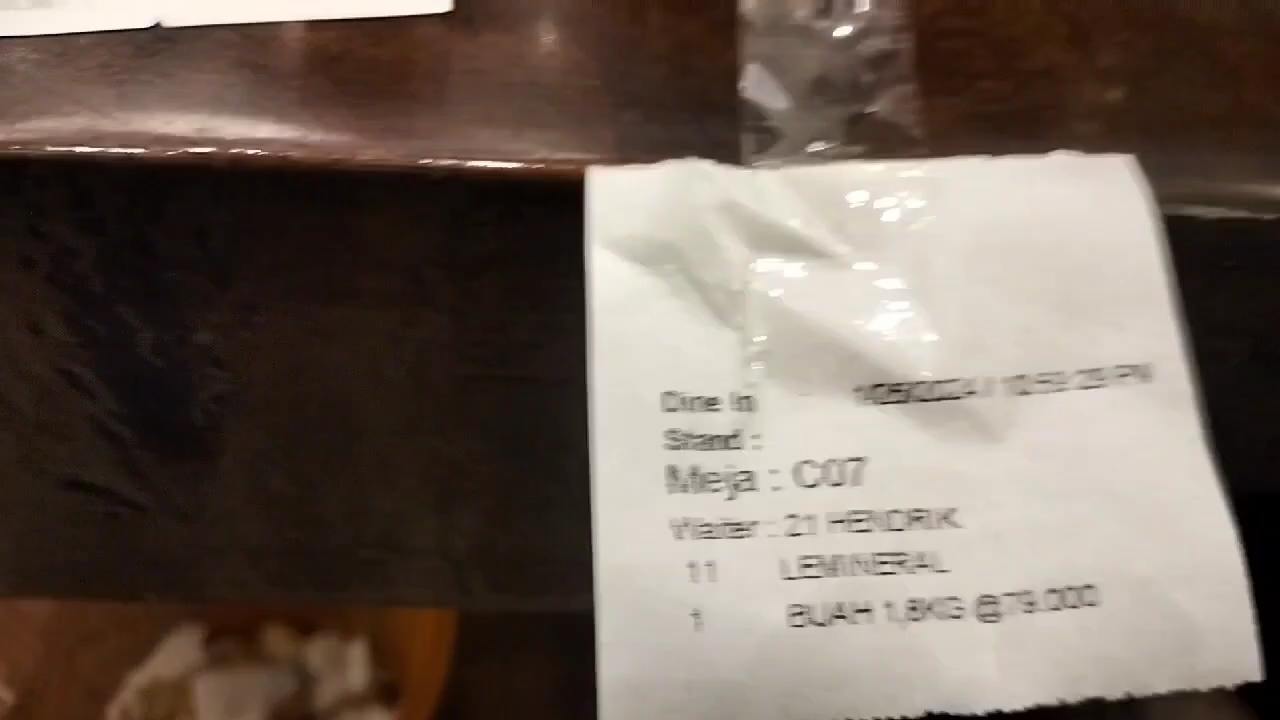 Dine In
Stand :
Meja : C07
Waiter : 21 HENDRIK
11 LEMINERAL
1 BUAH 1,8KG @79.000